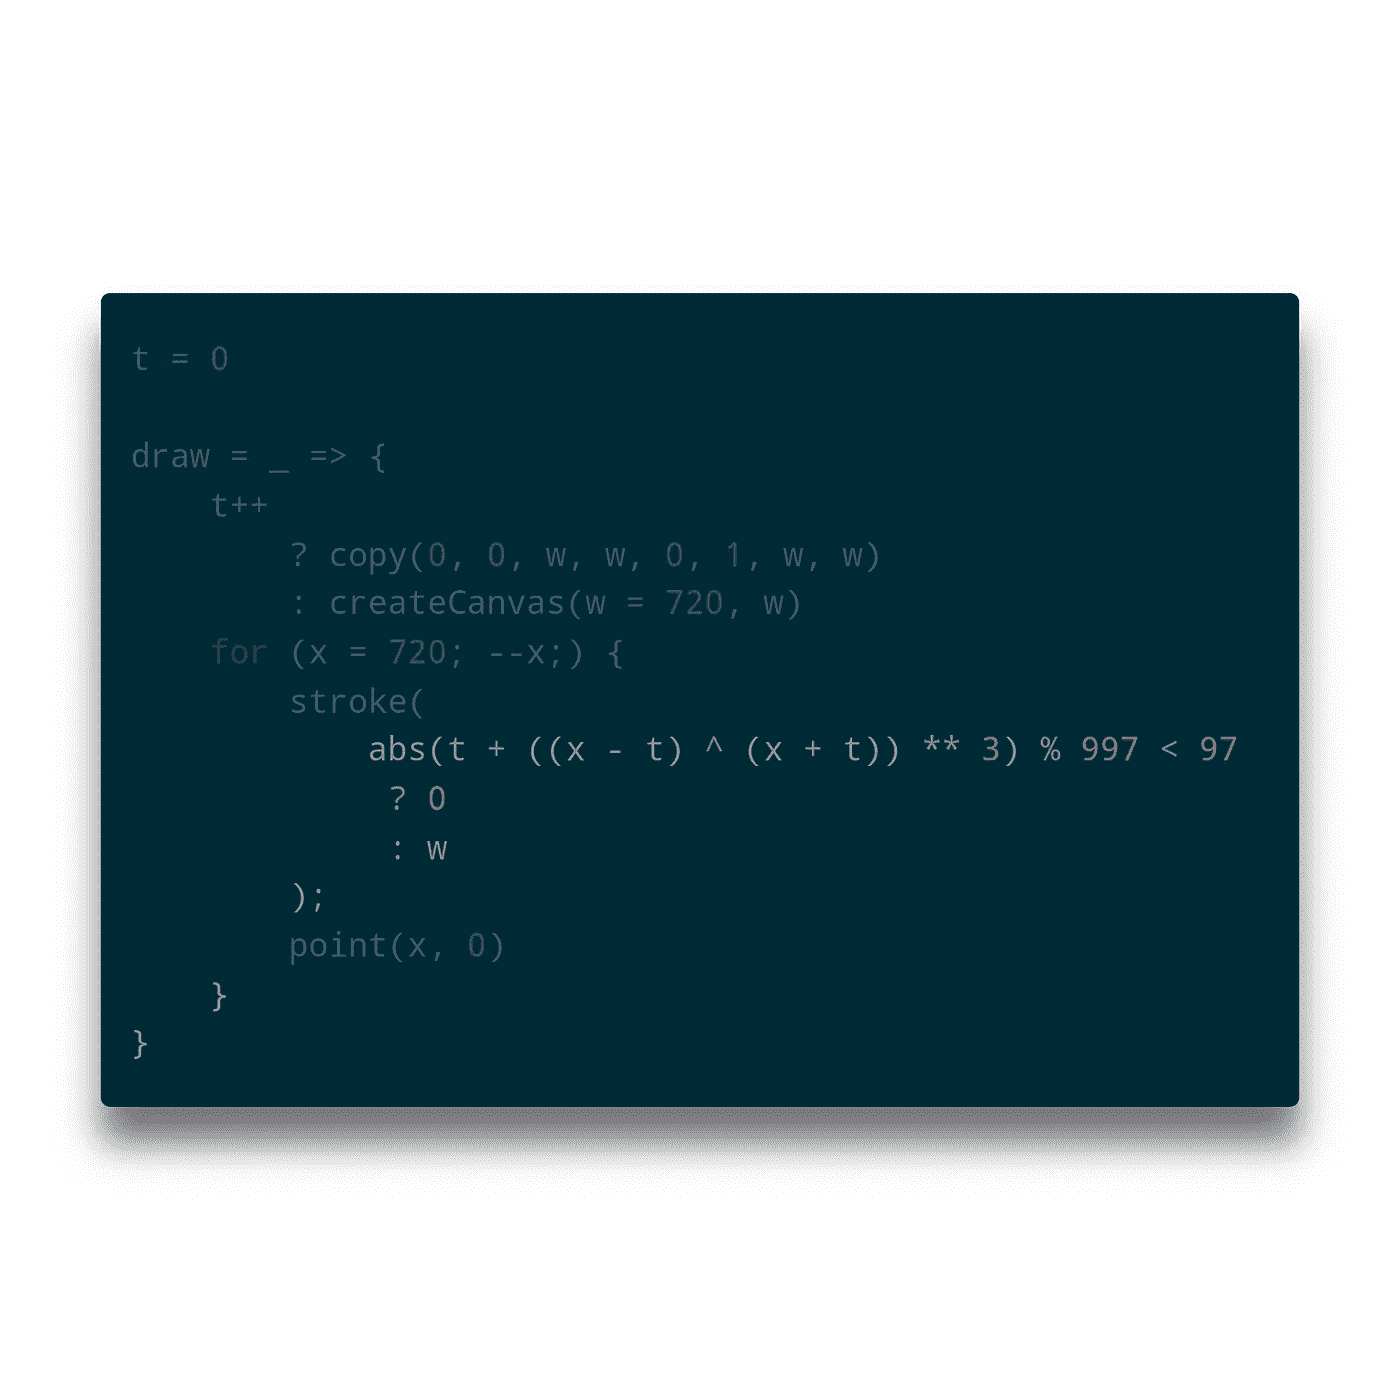 t = 0
draw = _ => {
    t++
        ? copy(0, 0, w, w, 0, 1, w, w)
        : createCanvas(w = 720, w)
    for (x = 720; --x;) {
        stroke(
            abs(t + ((x - t) ^ (x + t)) ** 3) % 997 < 97
             ? 0
             : w
        );
        point(x, 0)
    }
}